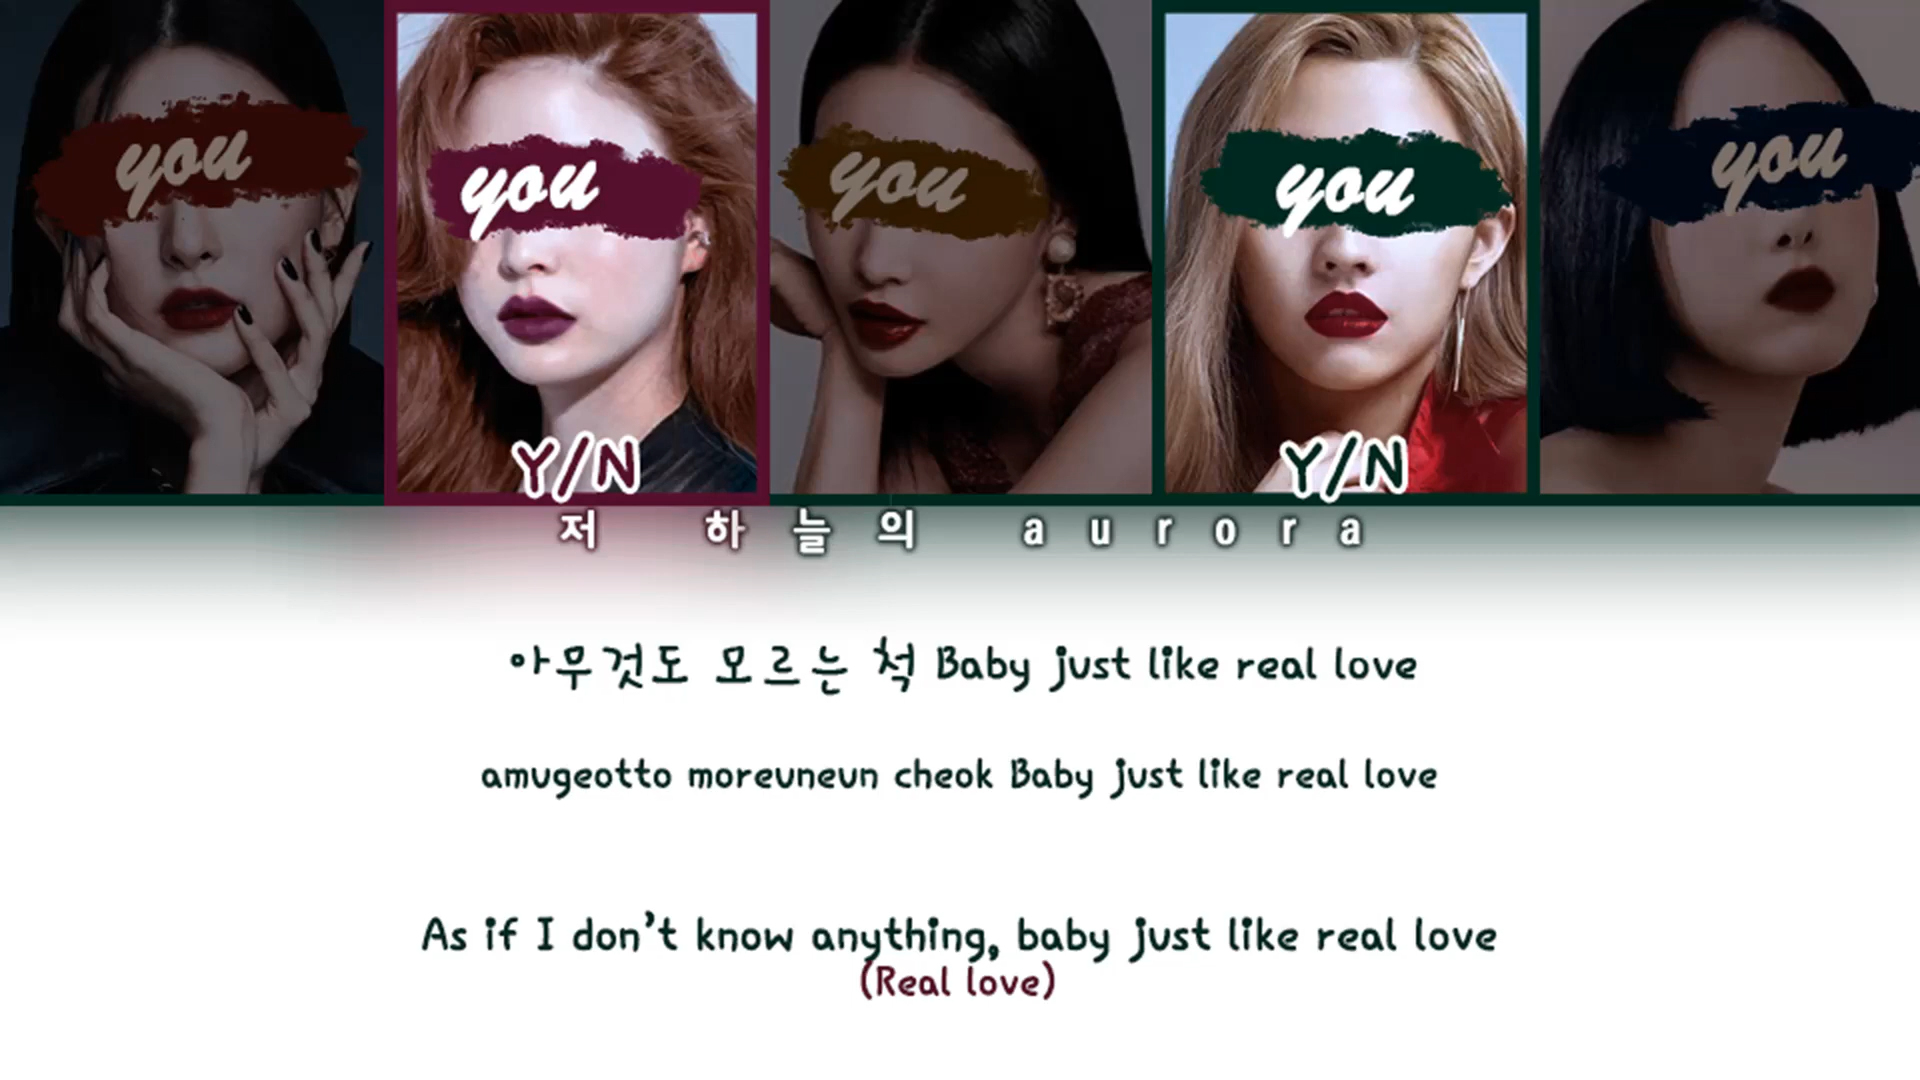 you you you you you
Y/N Y/N
저 하늘의 aurora
아무것도 모르는 척 Baby just like real love
amugeotto moreuneun cheok Baby just like real love
As if I don't know anything, baby just like real love
(Real love)